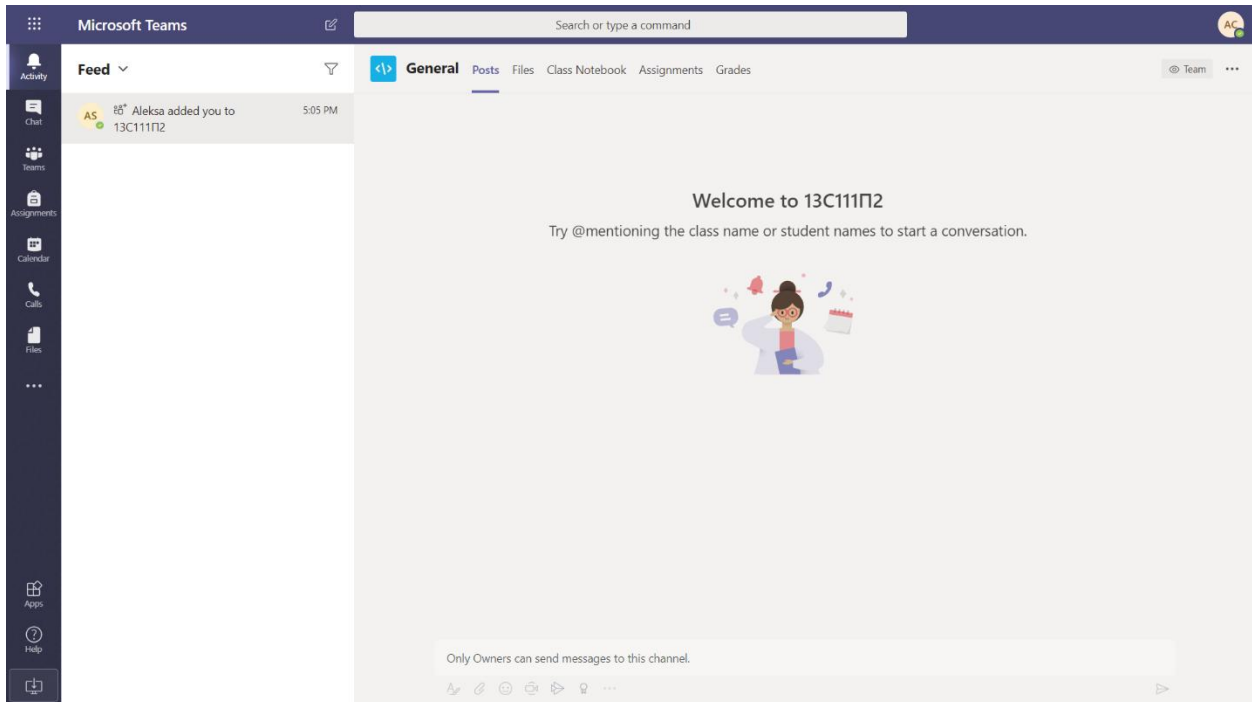 Microsoft Teams
Search or type a command
AC
Activity
Chat
Teams
Assignments
Calendar
Calls
Files
Apps
Help
Feed
AS
Aleksa added you to
13С111П2
5:05 PM
General Posts Files Class Notebook Assignments Grades
Team
Welcome to 13С111П2
Try @mentioning the class name or student names to start a conversation.
Only Owners can send messages to this channel.